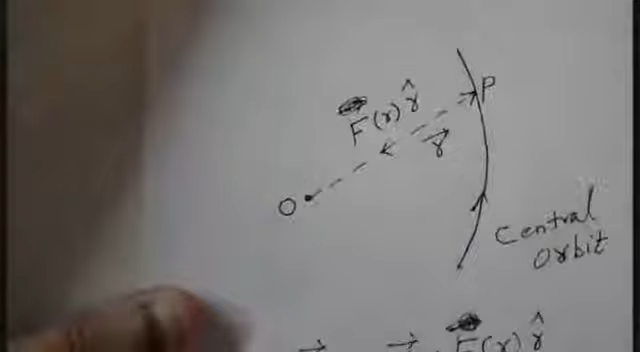 F(r) r̂
P
r⃗
O
Central
Orbit
F(r) r̂